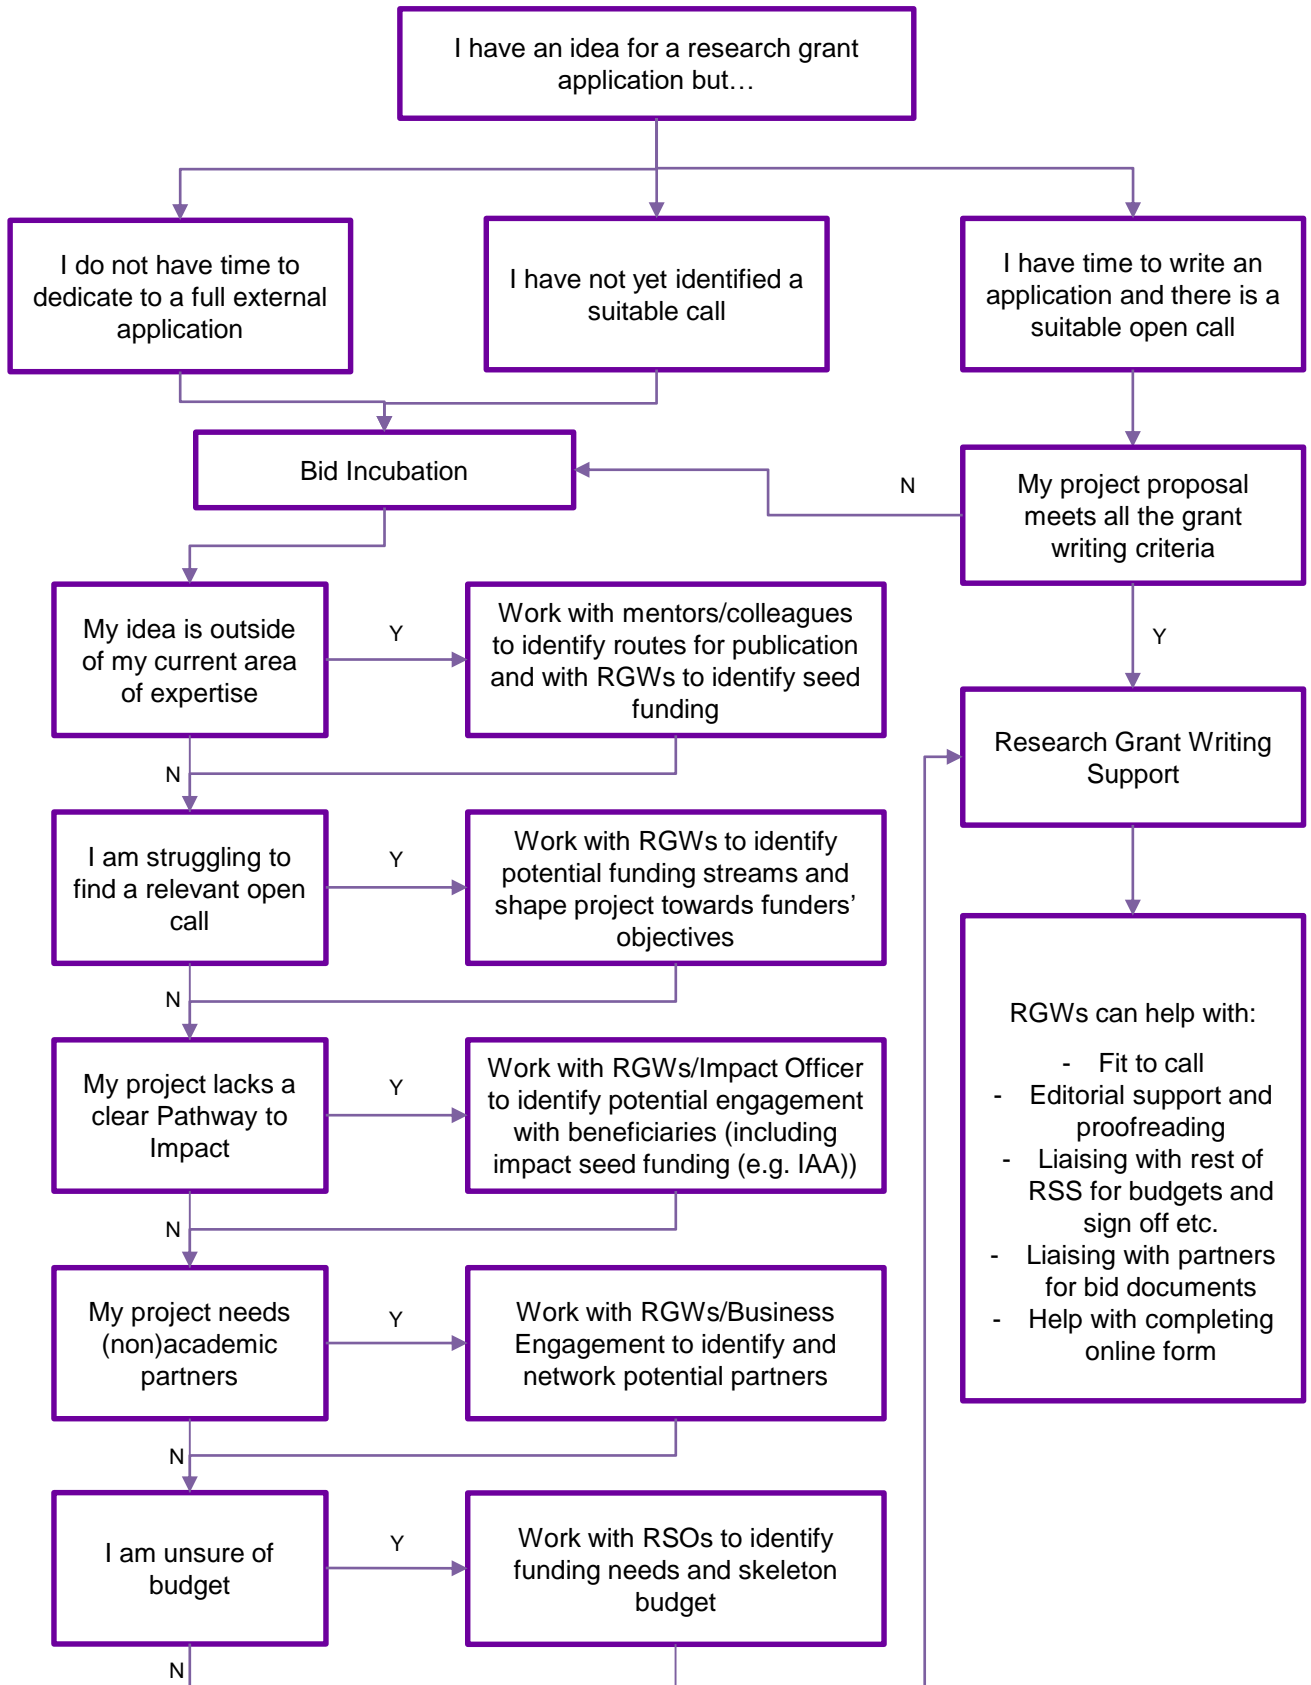 I have an idea for a research grant
application but…
I do not have time to
dedicate to a full external
application
I have not yet identified a
suitable call
I have time to write an
application and there is a
suitable open call
Bid Incubation
N
My project proposal
meets all the grant
writing criteria
My idea is outside
of my current area
of expertise
Y
Work with mentors/colleagues
to identify routes for publication
and with RGWs to identify seed
funding
Y
Research Grant Writing
Support
N
I am struggling to
find a relevant open
call
Y
Work with RGWs to identify
potential funding streams and
shape project towards funders’
objectives
N
My project lacks a
clear Pathway to
Impact
Y
Work with RGWs/Impact Officer
to identify potential engagement
with beneficiaries (including
impact seed funding (e.g. IAA))
RGWs can help with:
- Fit to call
- Editorial support and
proofreading
- Liaising with rest of
RSS for budgets and
sign off etc.
- Liaising with partners
for bid documents
- Help with completing
online form
N
My project needs
(non)academic
partners
Y
Work with RGWs/Business
Engagement to identify and
network potential partners
N
I am unsure of
budget
Y
Work with RSOs to identify
funding needs and skeleton
budget
N